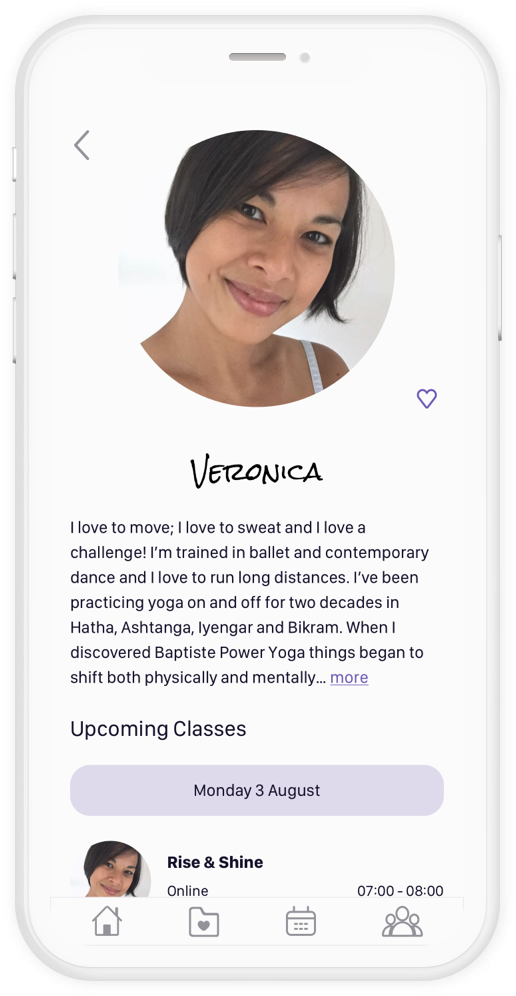 Veronica
I love to move; I love to sweat and I love a
challenge! I’m trained in ballet and contemporary
dance and I love to run long distances. I’ve been
practicing yoga on and off for two decades in
Hatha, Ashtanga, Iyengar and Bikram. When I
discovered Baptiste Power Yoga things began to
shift both physically and mentally... more
Upcoming Classes
Monday 3 August
Rise & Shine
Online 07:00 - 08:00